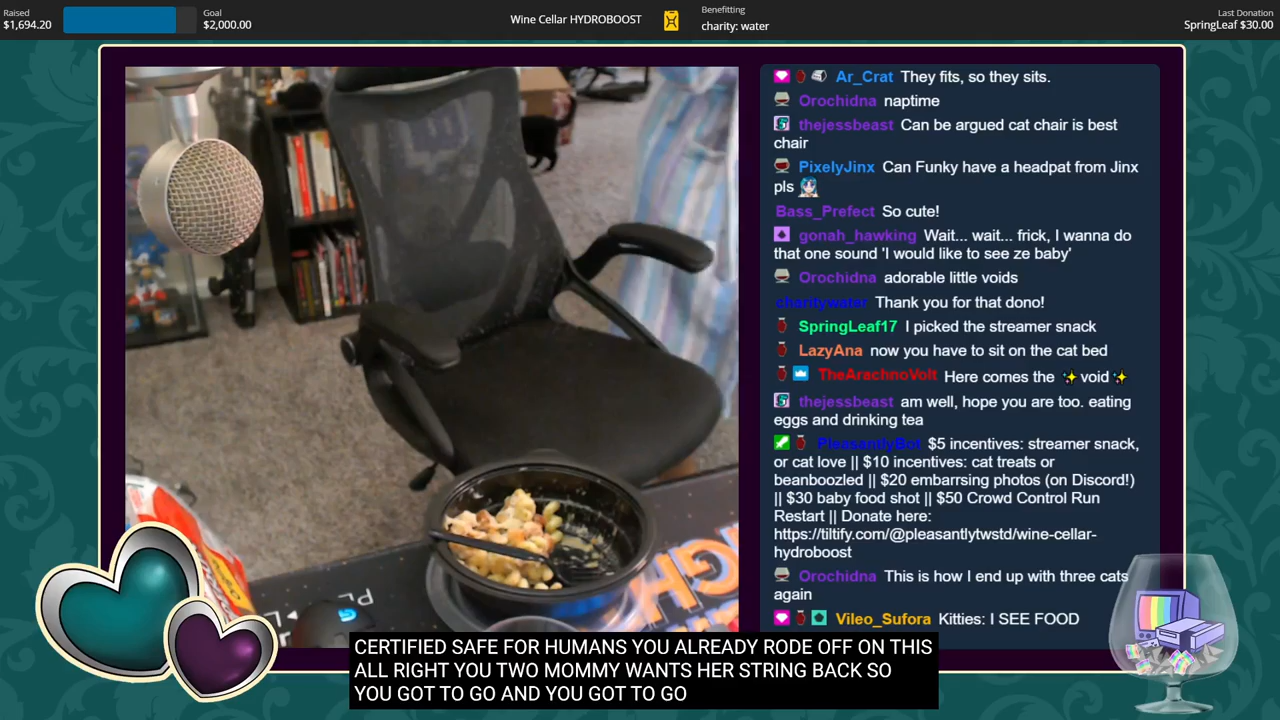 Raised
$1,694.20
Goal
$2,000.00
Wine Cellar HYDROBOOST
Benefitting
charity: water
Last Donation
SpringLeaf $30.00
Ar_Crat They fits, so they sits.
Orochidna naptime
thejessbeast Can be argued cat chair is best
chair
PixelyJinx Can Funky have a headpat from Jinx
pls
Bass_Prefect So cute!
gonah_hawking Wait... wait... frick, I wanna do
that one sound 'I would like to see ze baby'
Orochidna adorable little voids
charitywater Thank you for that dono!
SpringLeaf17 I picked the streamer snack
LazyAna now you have to sit on the cat bed
TheArachnoVolt Here comes the ✨void✨
thejessbeast am well, hope you are too. eating
eggs and drinking tea
PleasantlyBot $5 incentives: streamer snack,
or cat love || $10 incentives: cat treats or
beanboozled || $20 embarrsing photos (on Discord!)
|| $30 baby food shot || $50 Crowd Control Run
Restart || Donate here:
https://tiltify.com/@pleasantlytwstd/wine-cellar-
hydroboost
Orochidna This is how I end up with three cats
again
Vileo_Sufora Kitties: I SEE FOOD
CERTIFIED SAFE FOR HUMANS YOU ALREADY RODE OFF ON THIS
ALL RIGHT YOU TWO MOMMY WANTS HER STRING BACK SO
YOU GOT TO GO AND YOU GOT TO GO